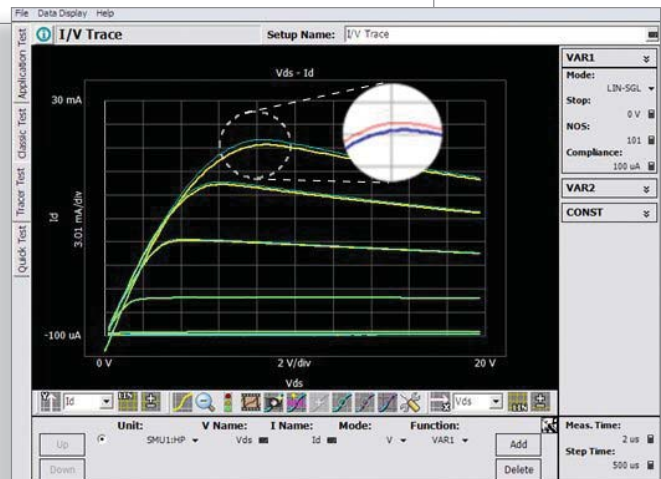 File Data Display Help
I/V Trace
Setup Name: I/V Trace
Application Test
Classic Test
Tracer Test
Quick Test
Vds - Id
30 mA
Id
3.01 mA/div
-100 uA
0 V
2 V/div
20 V
Vds
VAR1
Mode:
LIN-SGL
Stop:
0 V
NOS:
101
Compliance:
100 uA
VAR2
CONST
Y Id LIN X Vds LIN
Unit: V Name: I Name: Mode: Function:
Up SMU1:HP Vds Id V VAR1 Add
Down Delete
Meas. Time:
2 us
Step Time:
500 us